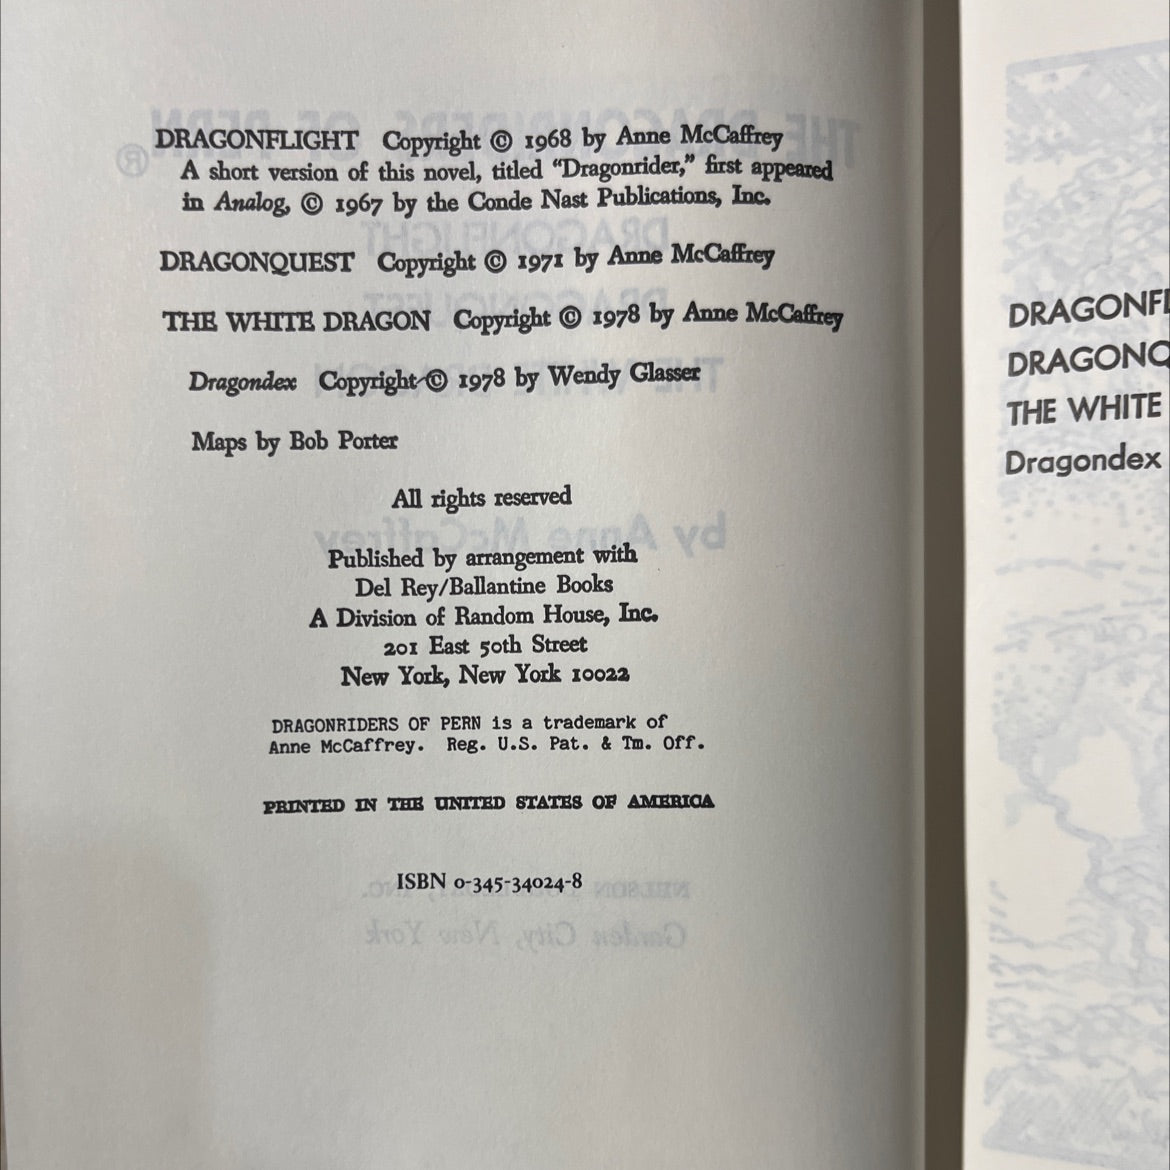 DRAGONFLIGHT Copyright © 1968 by Anne McCaffrey
A short version of this novel, titled “Dragonrider,” first appeared
in Analog, © 1967 by the Conde Nast Publications, Inc.
DRAGONQUEST Copyright © 1971 by Anne McCaffrey
THE WHITE DRAGON Copyright © 1978 by Anne McCaffrey
Dragondex Copyright © 1978 by Wendy Glasser
Maps by Bob Porter
All rights reserved
Published by arrangement with
Del Rey/Ballantine Books
A Division of Random House, Inc.
201 East 50th Street
New York, New York 10022
DRAGONRIDERS OF PERN is a trademark of
Anne McCaffrey. Reg. U.S. Pat. & Tm. Off.
PRINTED IN THE UNITED STATES OF AMERICA
ISBN 0-345-34024-8
THE WHITE
Dragondex